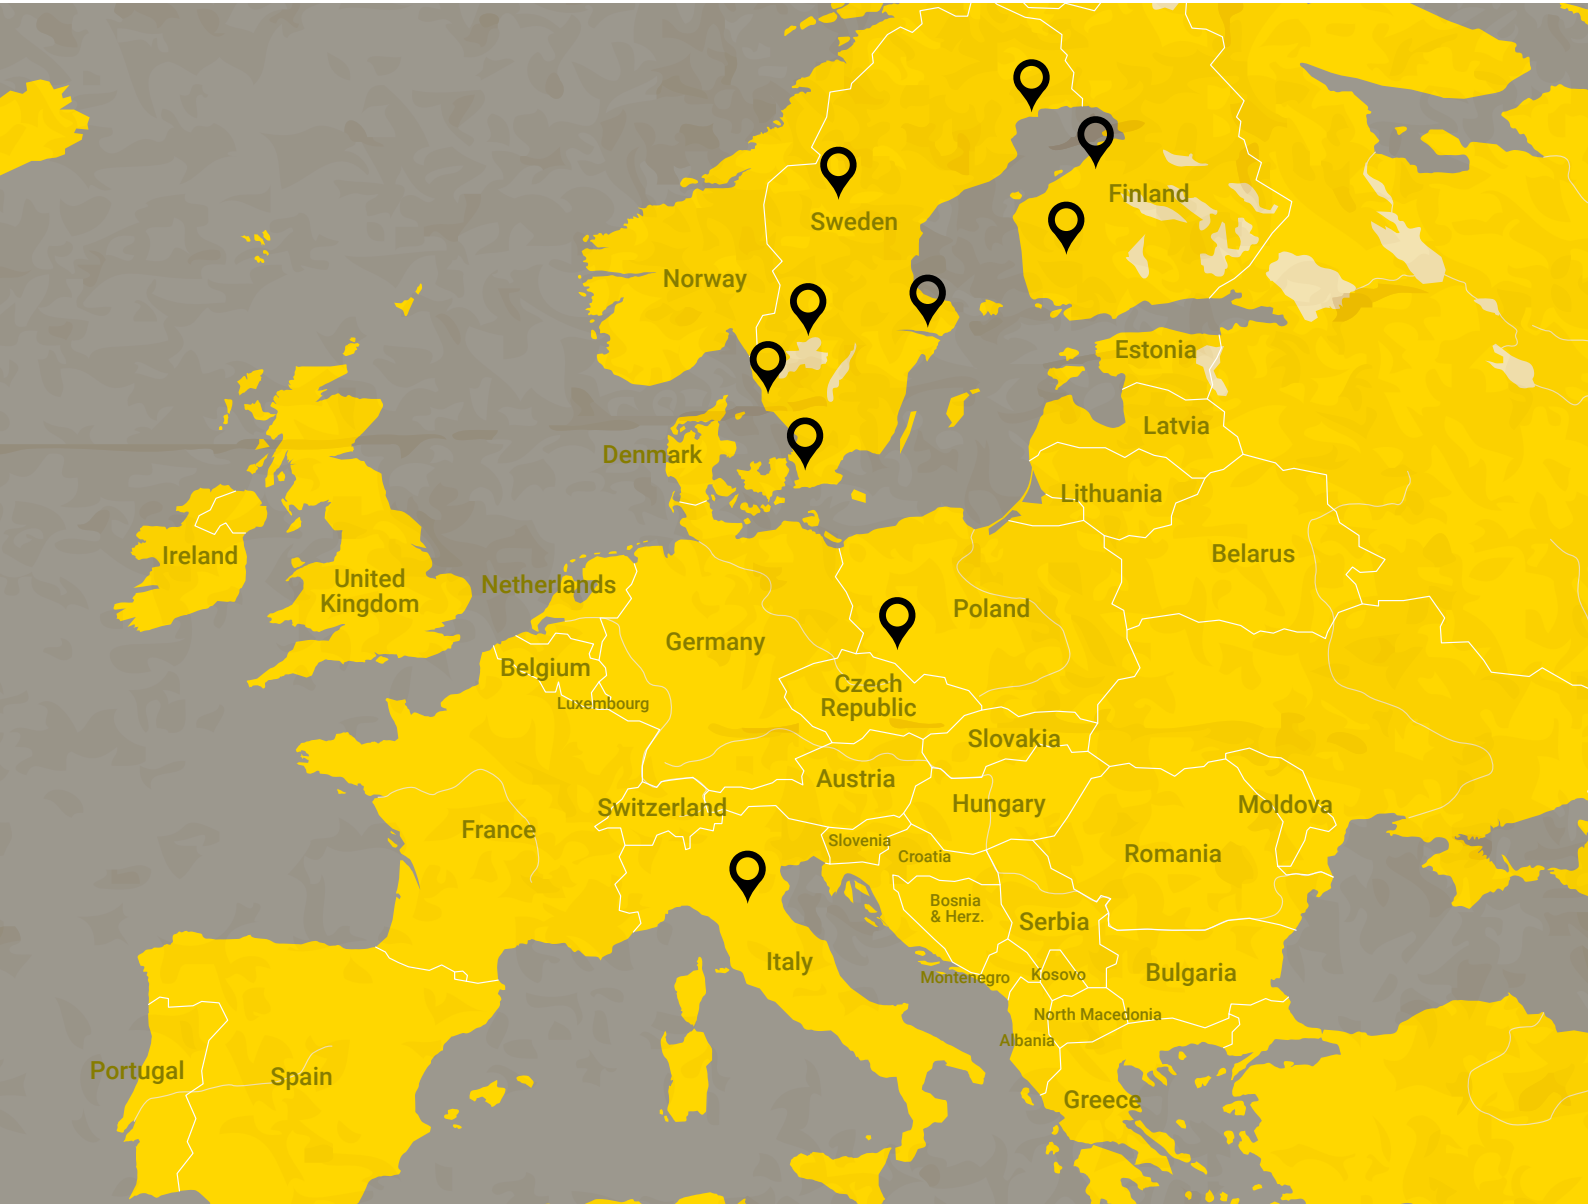 Finland
Sweden
Norway
Estonia
Latvia
Denmark
Lithuania
Ireland
Belarus
United
Kingdom
Netherlands
Poland
Germany
Belgium
Czech
Republic
Luxembourg
Slovakia
Austria
Switzerland
Hungary
Moldova
France
Slovenia
Croatia
Romania
Bosnia
& Herz.
Serbia
Italy
Montenegro
Kosovo
Bulgaria
North Macedonia
Albania
Portugal
Spain
Greece